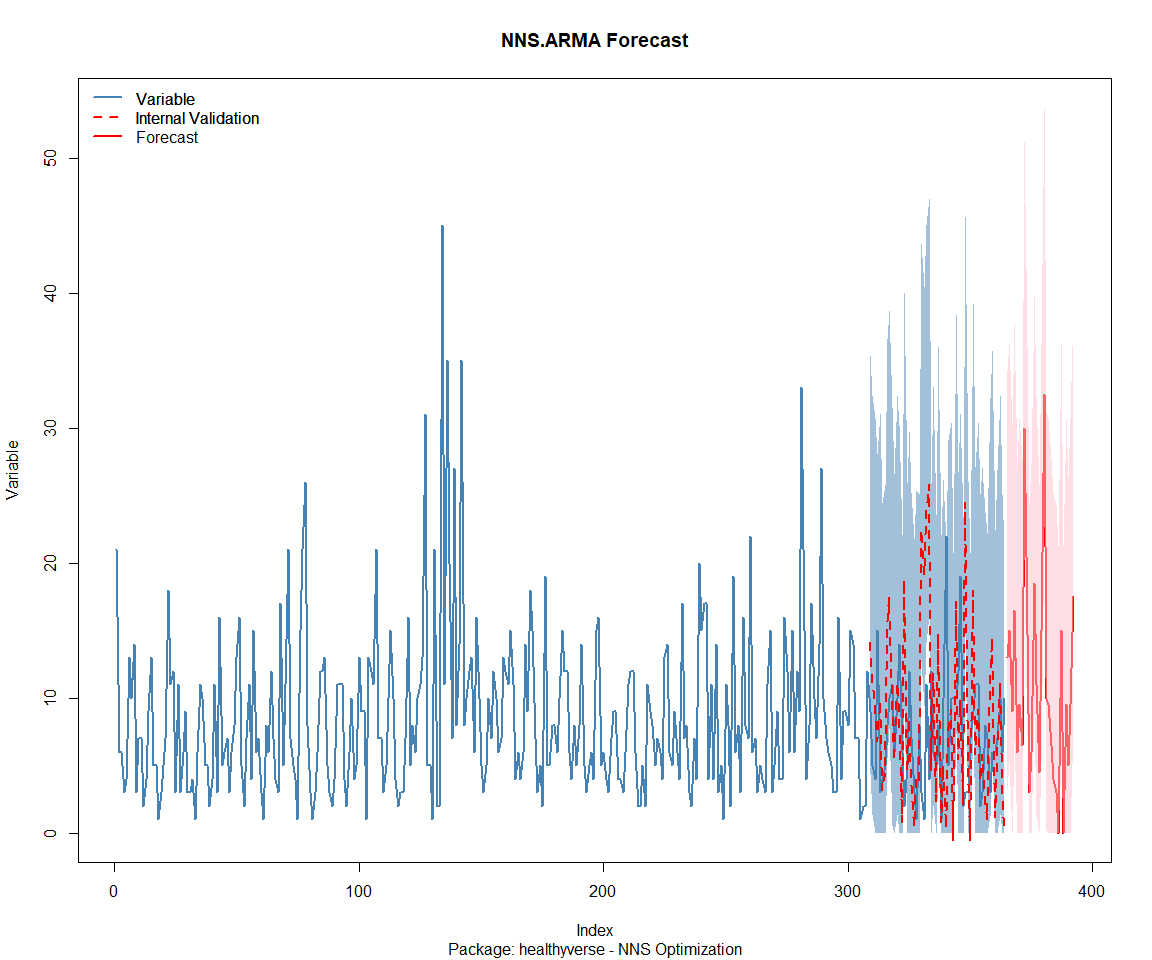 NNS.ARMA Forecast
Variable
Internal Validation
Forecast
Variable
50
40
30
20
10
0
0
100
200
300
400
Index
Package: healthyverse - NNS Optimization